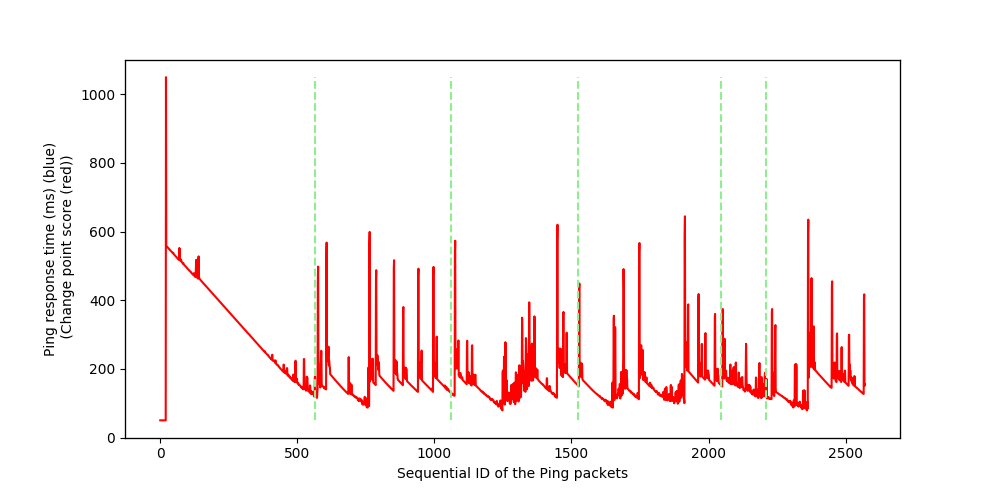 1000
800
600
400
200
0
Ping response time (ms) (blue)
(Change point score (red))
0 500 1000 1500 2000 2500
Sequential ID of the Ping packets